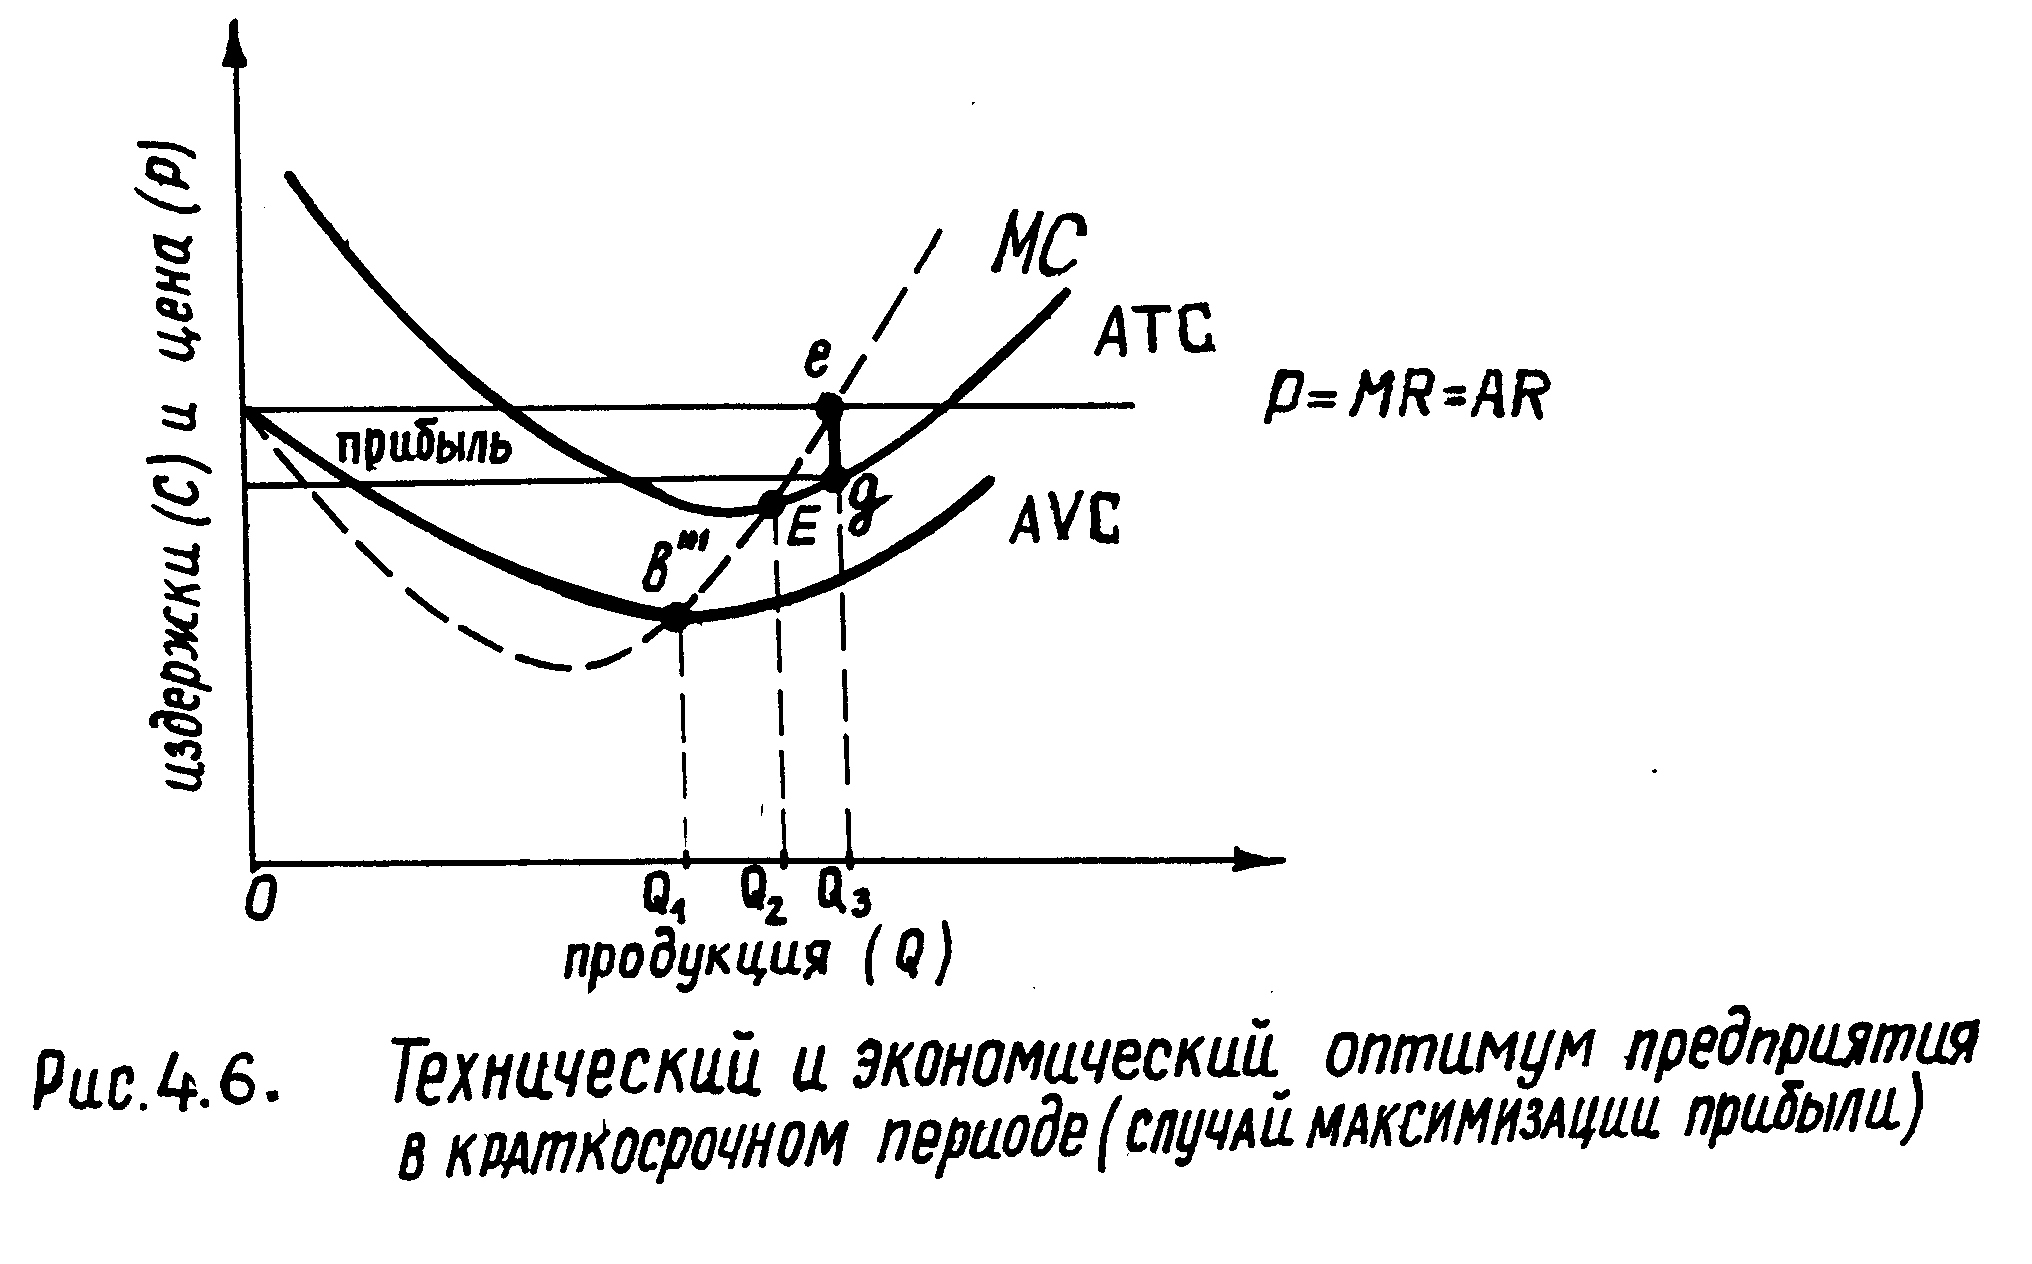 издержки (C) и цена (P)
MC
ATC
e
P = MR = AR
прибыль
g
E
AVC
в'''
O
Q1
Q2
Q3
продукция (Q)
Рис.4.6. Технический и экономический оптимум предприятия
в краткосрочном периоде (случай максимизации прибыли)